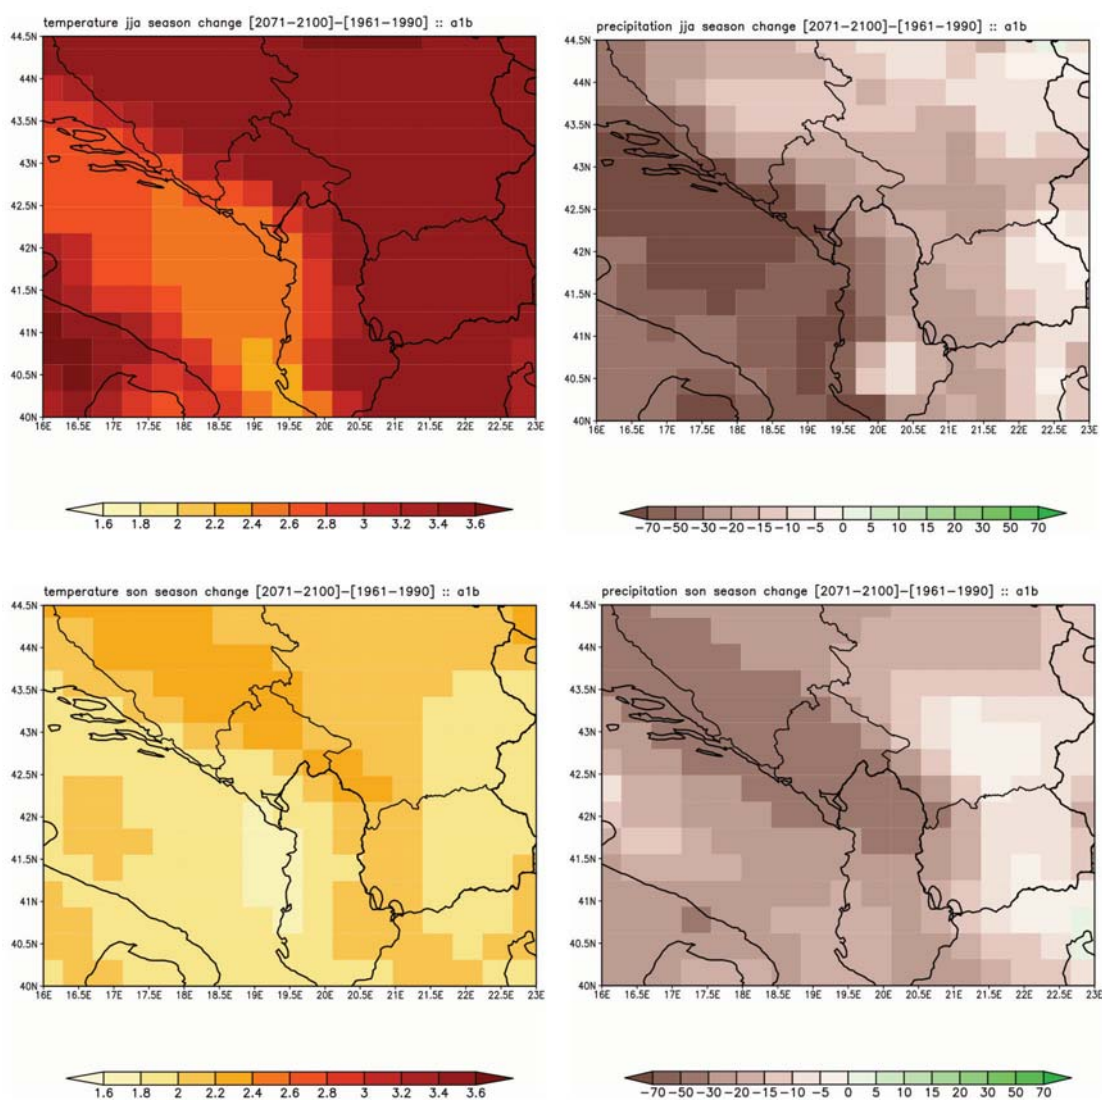 temperature jja season change [2071−2100]−[1961−1990] :: a1b
44.5N
44N
43.5N
43N
42.5N
42N
41.5N
41N
40.5N
40N
16E 16.5E 17E 17.5E 18E 18.5E 19E 19.5E 20E 20.5E 21E 21.5E 22E 22.5E 23E
1.6 1.8 2 2.2 2.4 2.6 2.8 3 3.2 3.4 3.6
precipitation jja season change [2071−2100]−[1961−1990] :: a1b
44.5N
44N
43.5N
43N
42.5N
42N
41.5N
41N
40.5N
40N
16E 16.5E 17E 17.5E 18E 18.5E 19E 19.5E 20E 20.5E 21E 21.5E 22E 22.5E 23E
−70 −50 −30 −20 −15 −10 −5 0 5 10 15 20 30 50 70
temperature son season change [2071−2100]−[1961−1990] :: a1b
44.5N
44N
43.5N
43N
42.5N
42N
41.5N
41N
40.5N
40N
16E 16.5E 17E 17.5E 18E 18.5E 19E 19.5E 20E 20.5E 21E 21.5E 22E 22.5E 23E
1.6 1.8 2 2.2 2.4 2.6 2.8 3 3.2 3.4 3.6
precipitation son season change [2071−2100]−[1961−1990] :: a1b
44.5N
44N
43.5N
43N
42.5N
42N
41.5N
41N
40.5N
40N
16E 16.5E 17E 17.5E 18E 18.5E 19E 19.5E 20E 20.5E 21E 21.5E 22E 22.5E 23E
−70 −50 −30 −20 −15 −10 −5 0 5 10 15 20 30 50 70